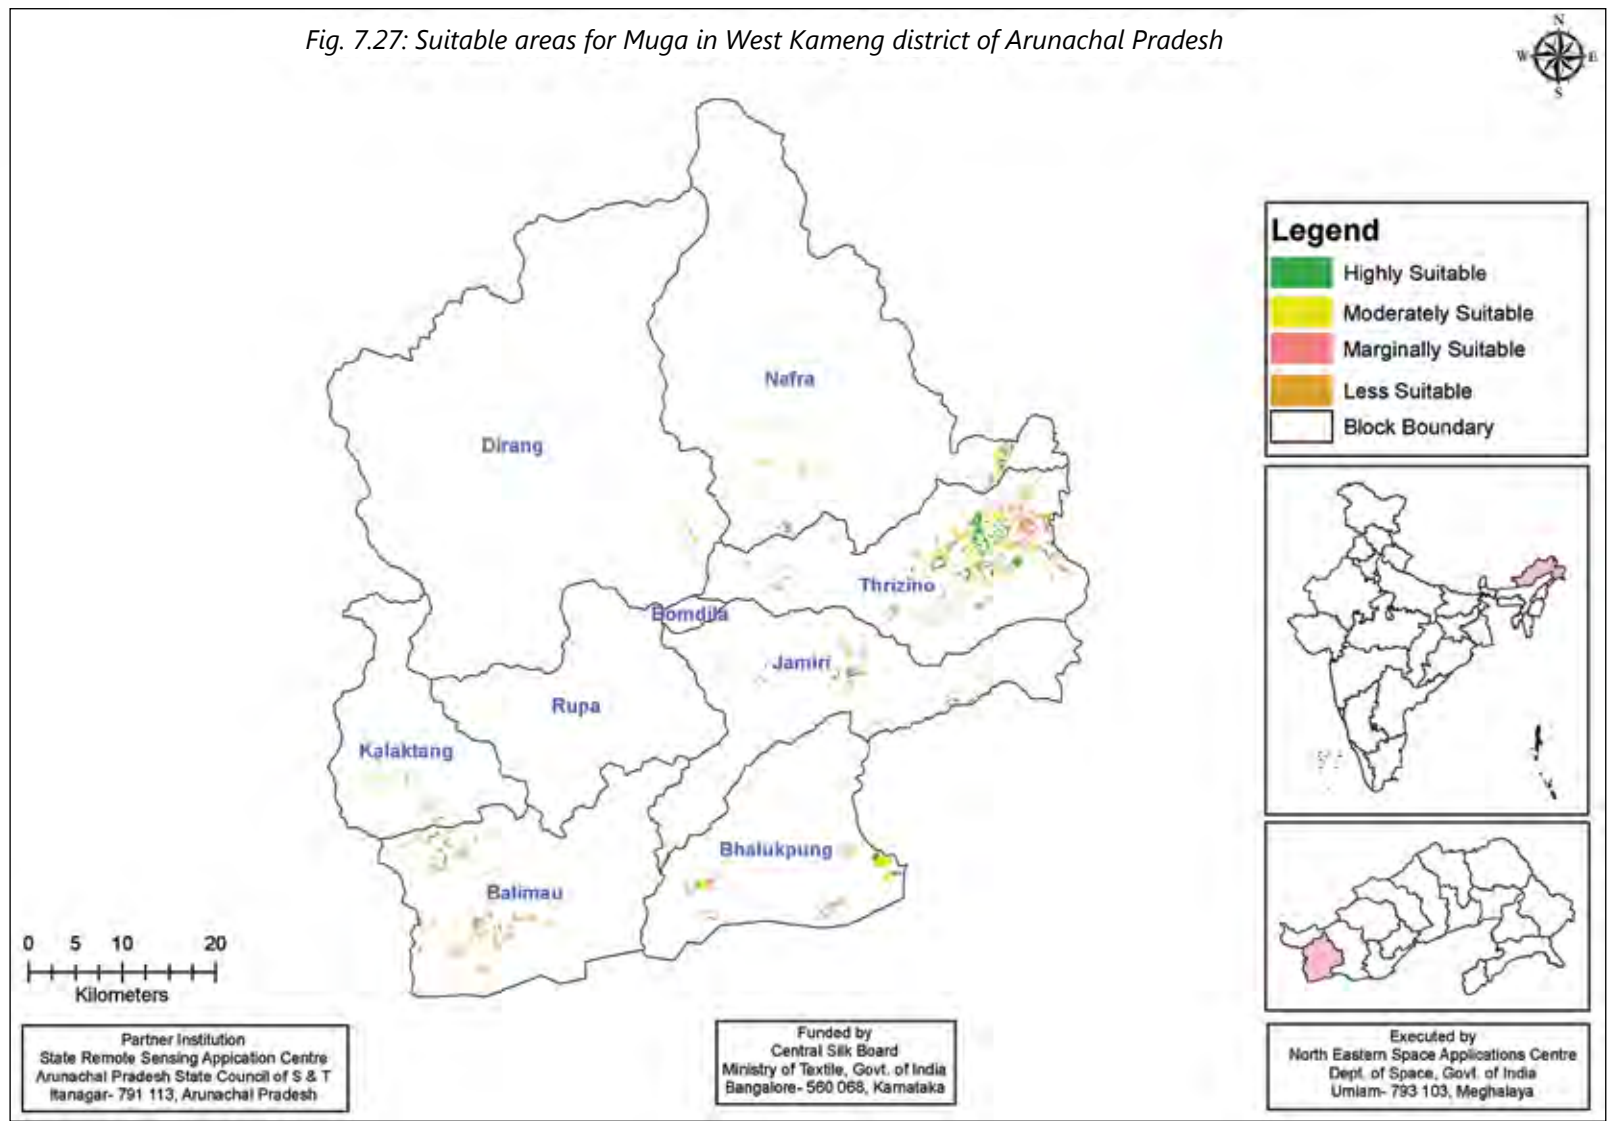 Fig. 7.27: Suitable areas for Muga in West Kameng district of Arunachal Pradesh
N
W
E
S
Legend
Highly Suitable
Moderately Suitable
Marginally Suitable
Less Suitable
Block Boundary
Nafra
Dirang
Thrizino
Bomdila
Jamiri
Rupa
Kalaktang
Bhalukpung
Balimau
0 5 10 20
Kilometers
Partner Institution
State Remote Sensing Appication Centre
Arunachal Pradesh State Council of S & T
Itanagar- 791 113, Arunachal Pradesh
Funded by
Central Silk Board
Ministry of Textile, Govt. of India
Bangalore- 560 068, Karnataka
Executed by
North Eastern Space Applications Centre
Dept. of Space, Govt. of India
Umiam- 793 103, Meghalaya